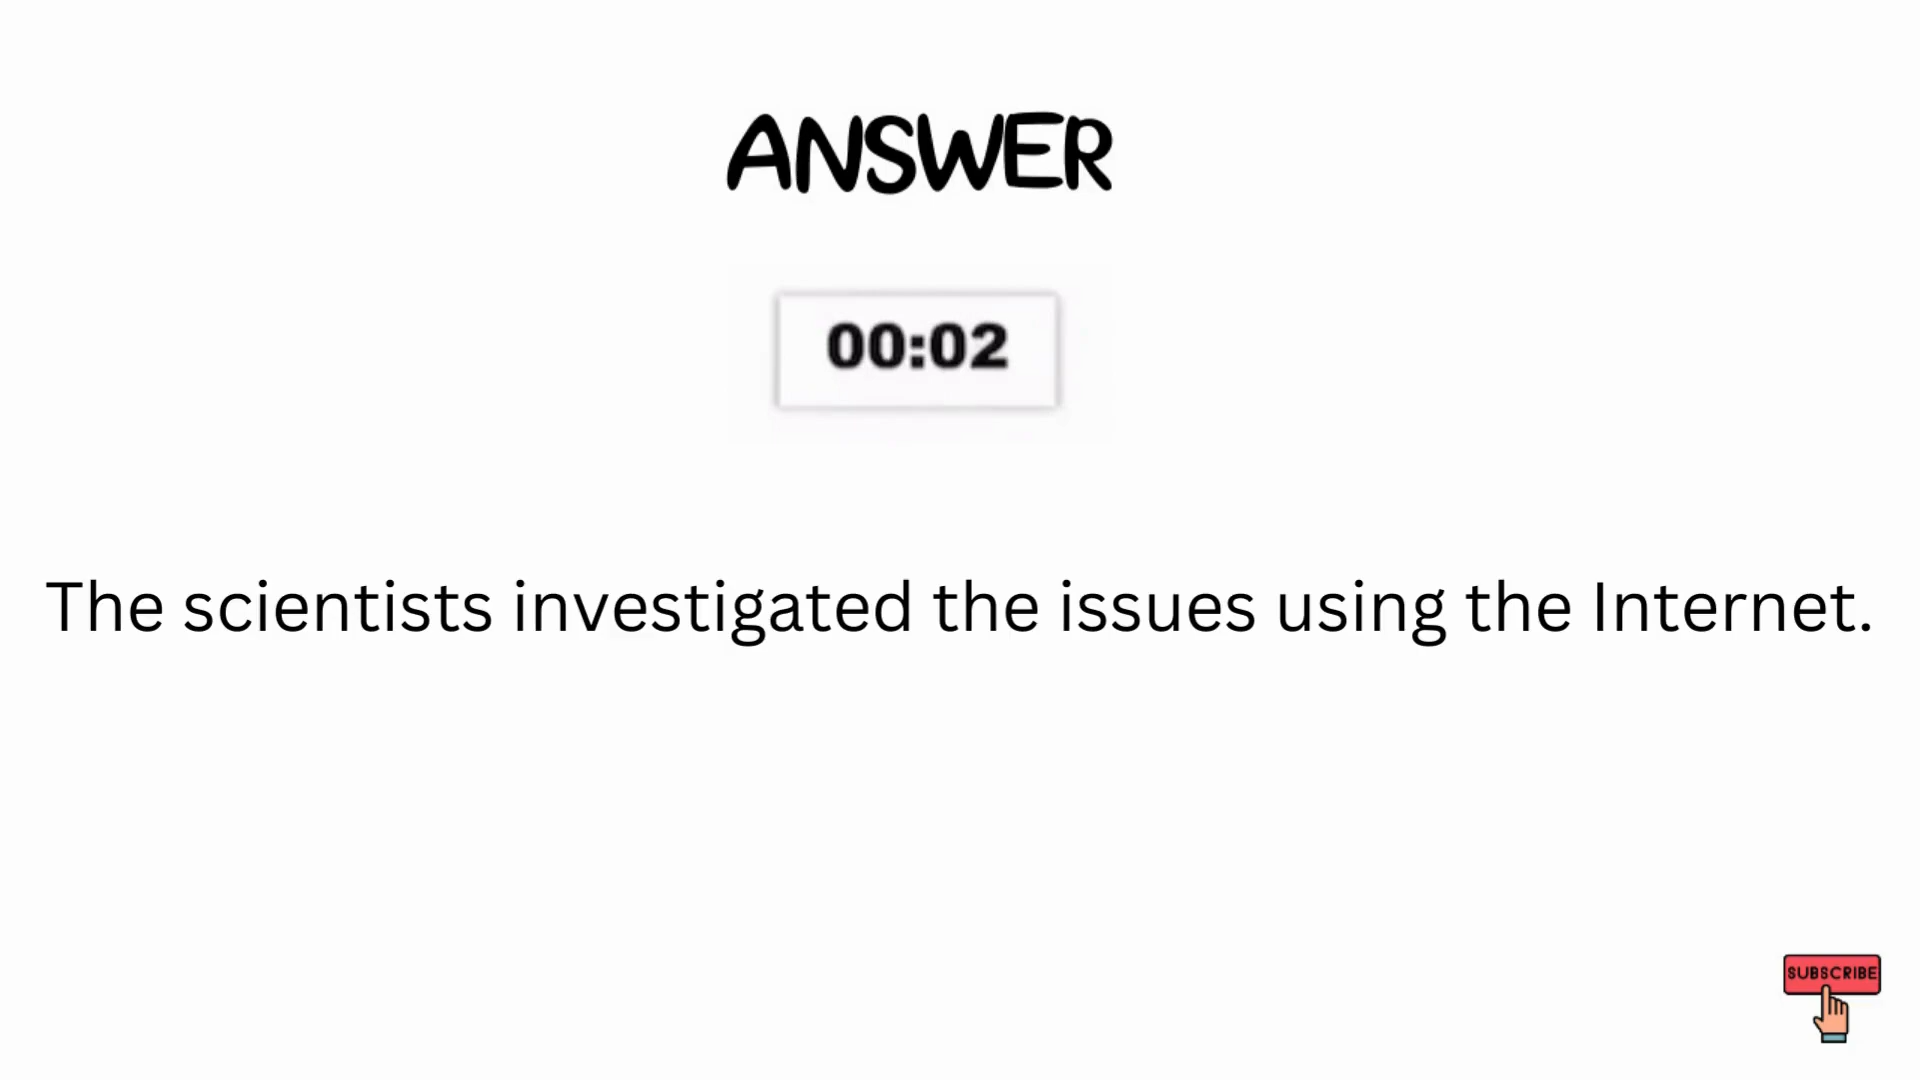 ANSWER
00:02
The scientists investigated the issues using the Internet.
SUBSCRIBE